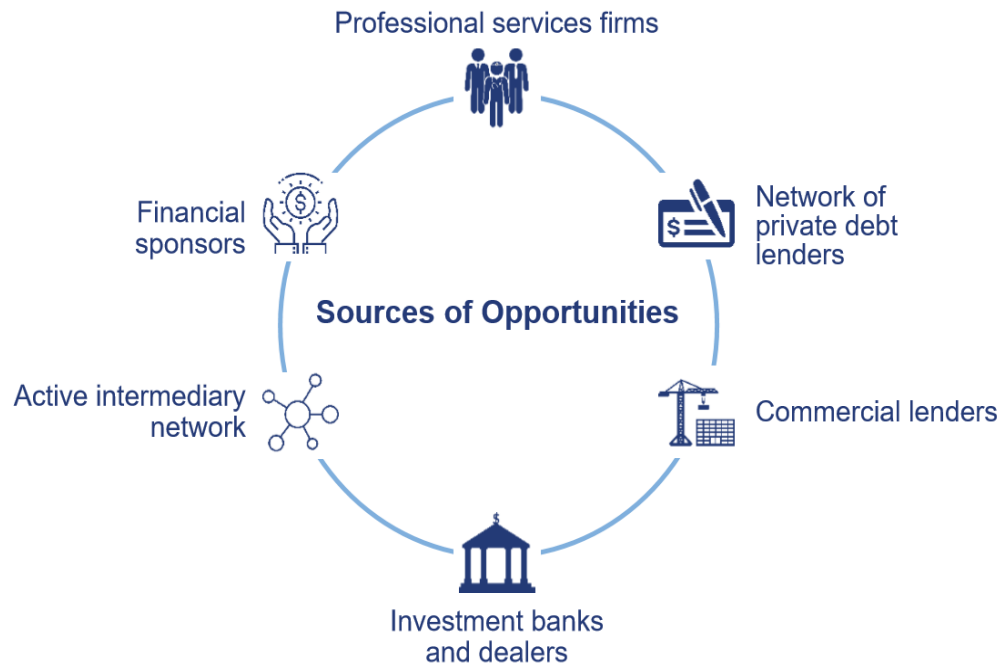 Professional services firms
Financial
sponsors
$
$
Network of
private debt
lenders
Sources of Opportunities
Active intermediary
network
Commercial lenders
$
Investment banks
and dealers